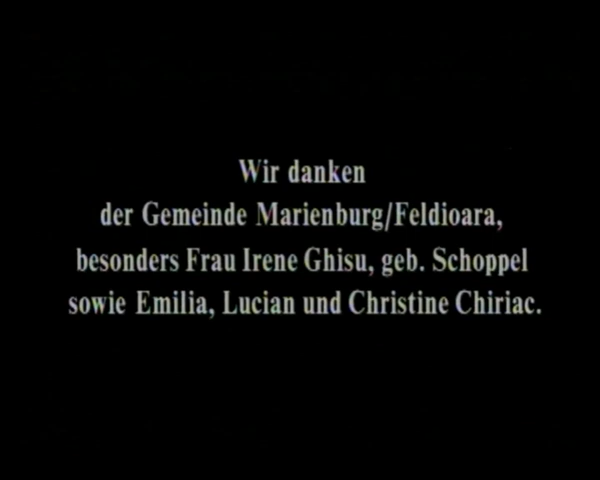 Wir danken
der Gemeinde Marienburg/Feldioara,
besonders Frau Irene Ghisu, geb. Schoppel
sowie Emilia, Lucian und Christine Chiriac.